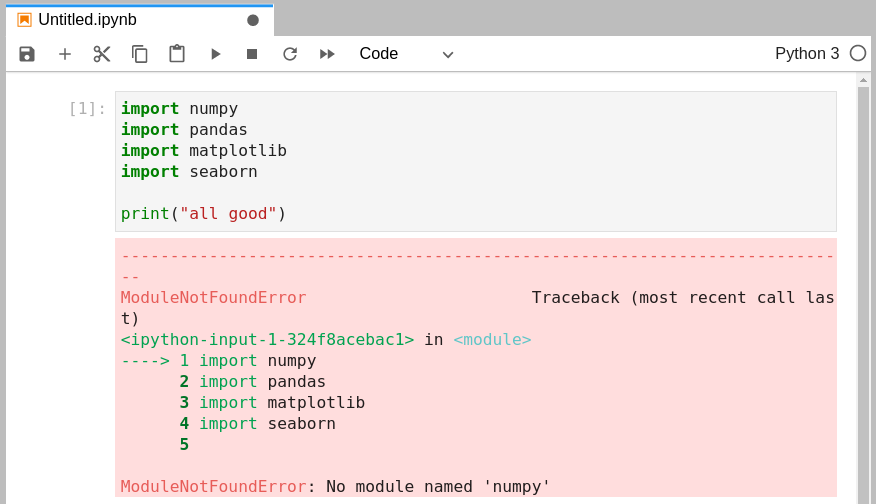 Untitled.ipynb
Code
Python 3
[1]:
import numpy
import pandas
import matplotlib
import seaborn
print("all good")
---------------------------------------------------------------------------
--
ModuleNotFoundError                       Traceback (most recent call las
t)
<ipython-input-1-324f8acebac1> in <module>
----> 1 import numpy
      2 import pandas
      3 import matplotlib
      4 import seaborn
      5
ModuleNotFoundError: No module named 'numpy'